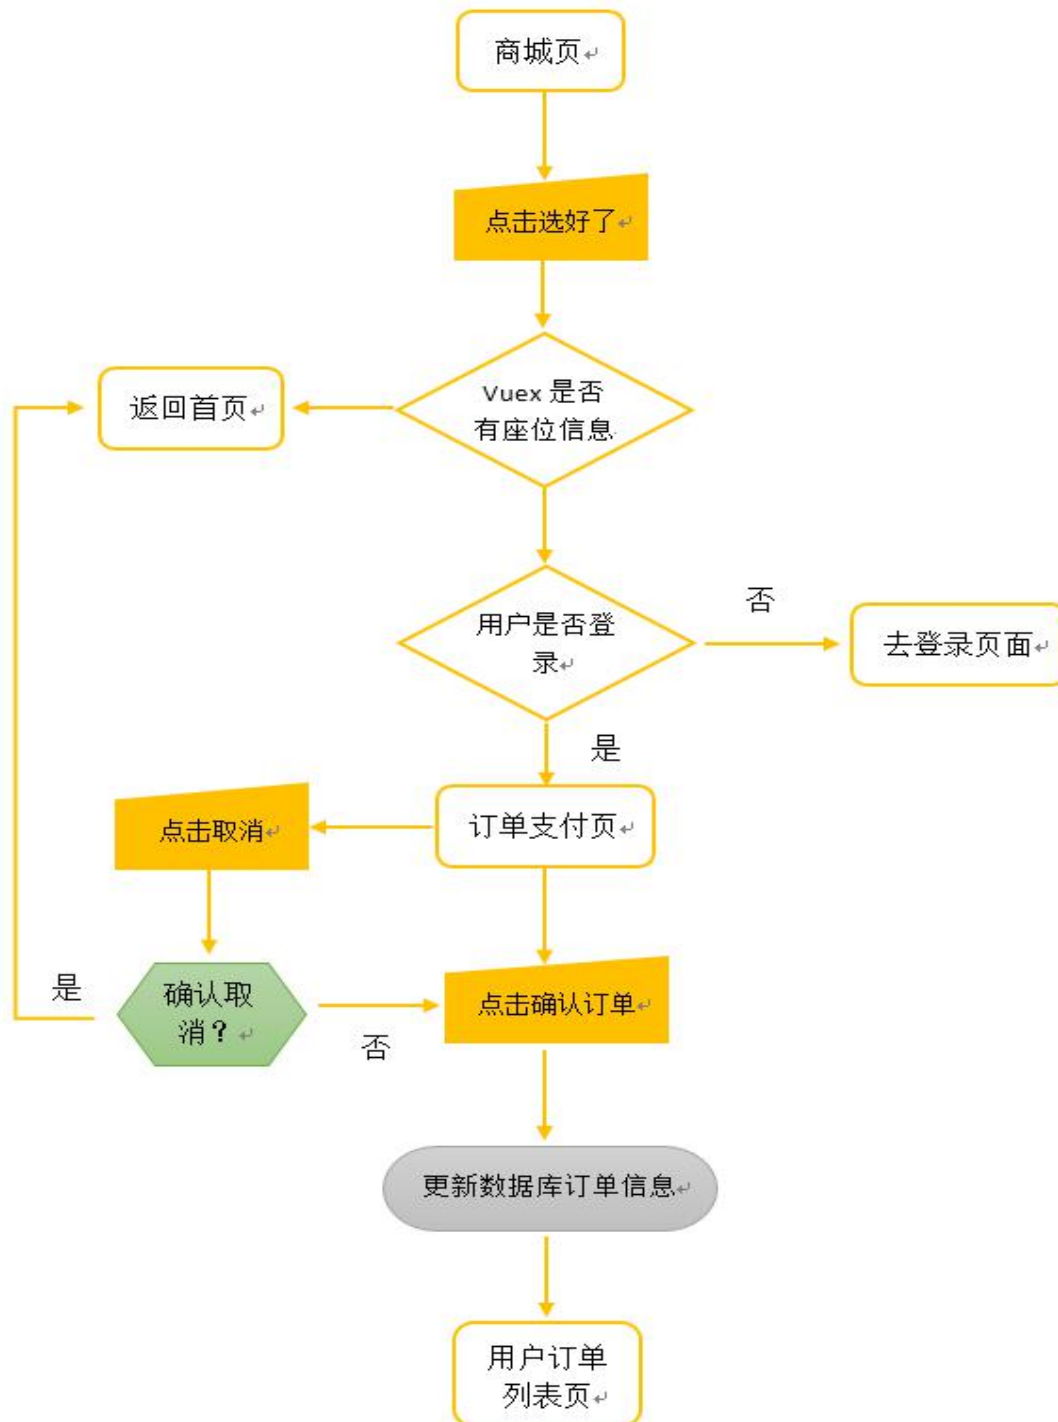 商城页
点击选好了
Vuex 是否
有座位信息
返回首页
用户是否登
录
否
去登录页面
是
订单支付页
点击取消
是
确认取
消？
否
点击确认订单
更新数据库订单信息
用户订单
列表页